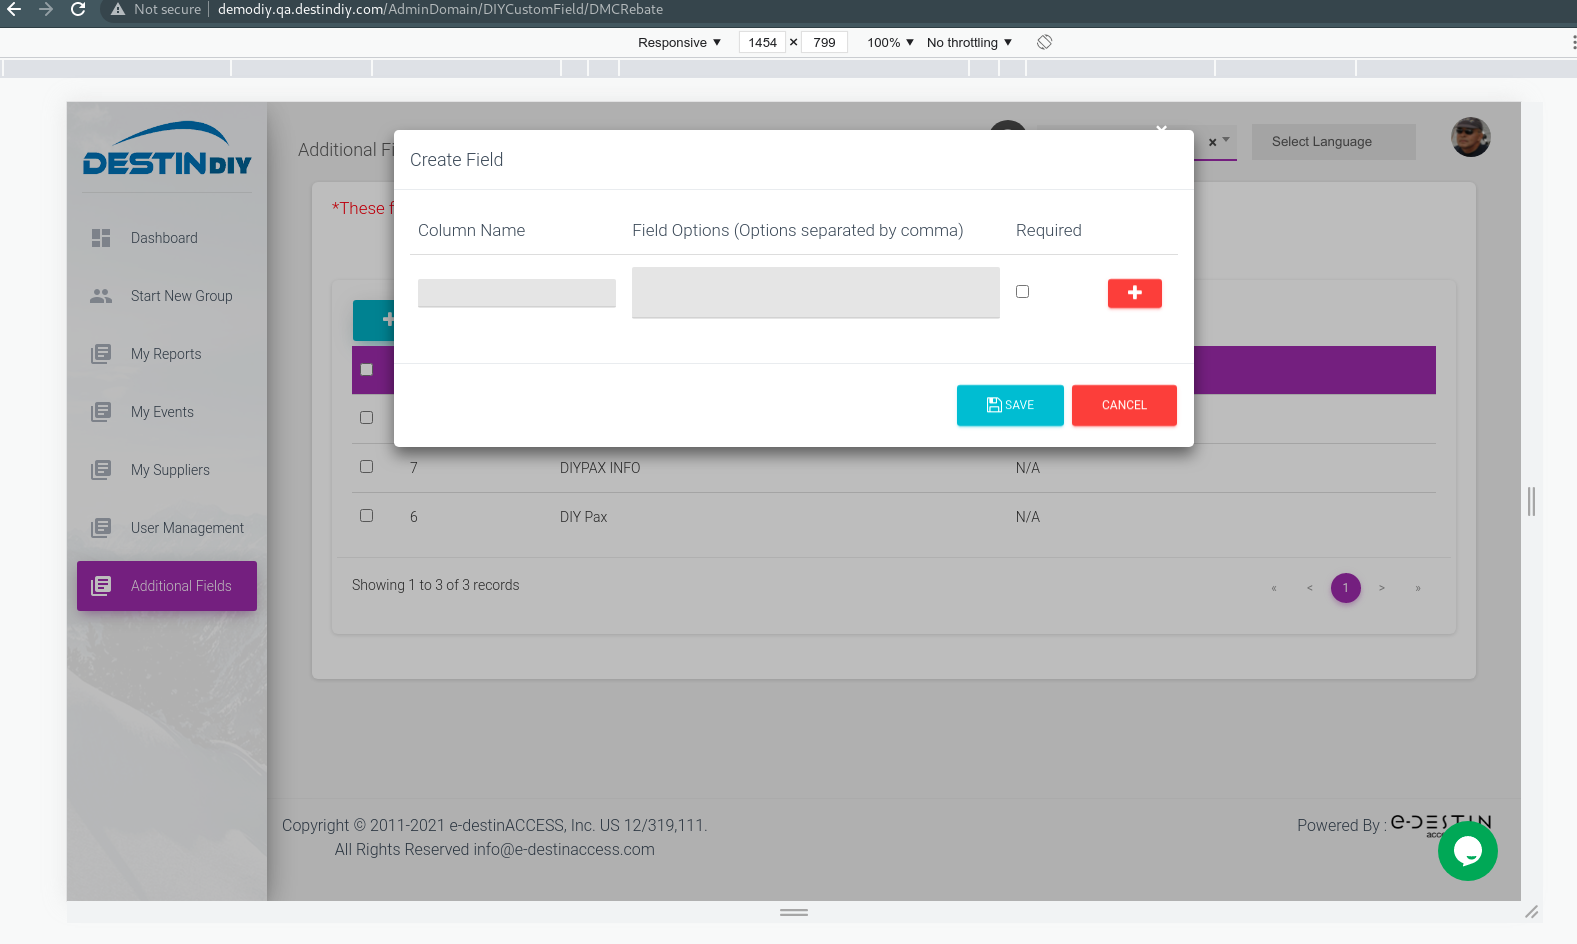 Not secure | demodiy.qa.destindiy.com/AdminDomain/DIYCustomField/DMCRebate
Responsive ▼ 1454 × 799 100% ▼ No throttling ▼
DESTINDIY
Dashboard
Start New Group
My Reports
My Events
My Suppliers
User Management
Additional Fields
Additional Fi
× Select Language
*These f
Create Field
Column Name Field Options (Options separated by comma) Required
SAVE CANCEL
7 DIYPAX INFO N/A
6 DIY Pax N/A
Showing 1 to 3 of 3 records
« < 1 > »
Copyright © 2011-2021 e-destinACCESS, Inc. US 12/319,111.
All Rights Reserved info@e-destinaccess.com
Powered By : e-DESTIN
acc